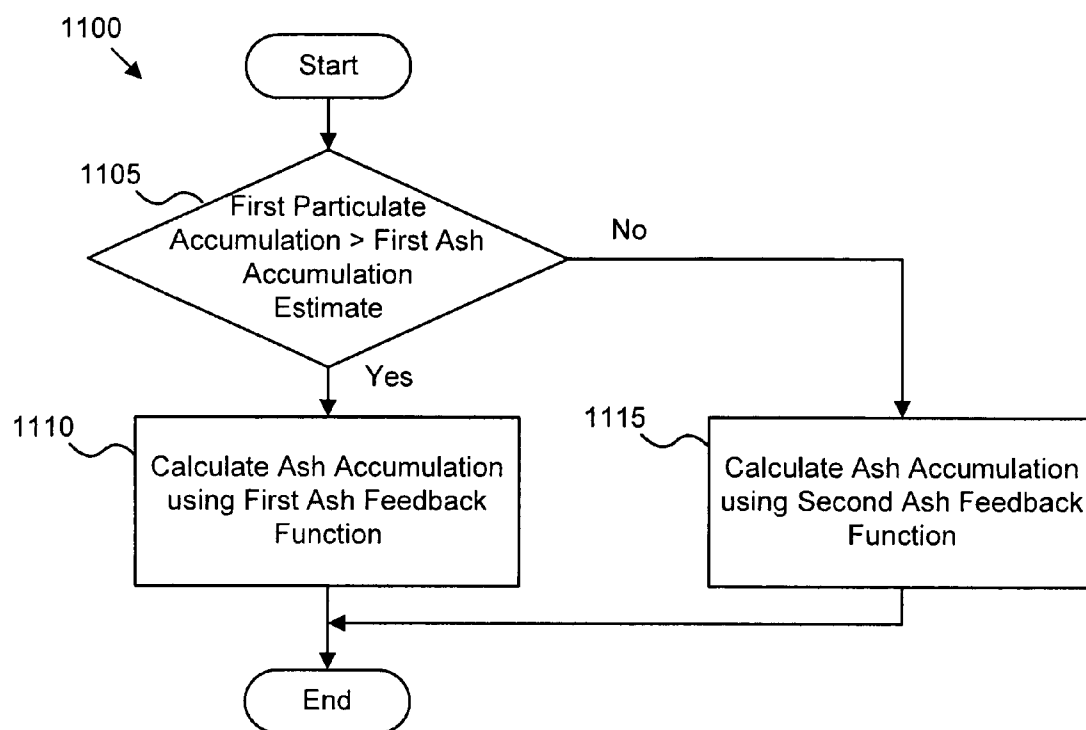 1100
Start
1105
First Particulate
Accumulation > First Ash
Accumulation
Estimate
No
Yes
1110
Calculate Ash Accumulation
using First Ash Feedback
Function
1115
Calculate Ash Accumulation
using Second Ash Feedback
Function
End